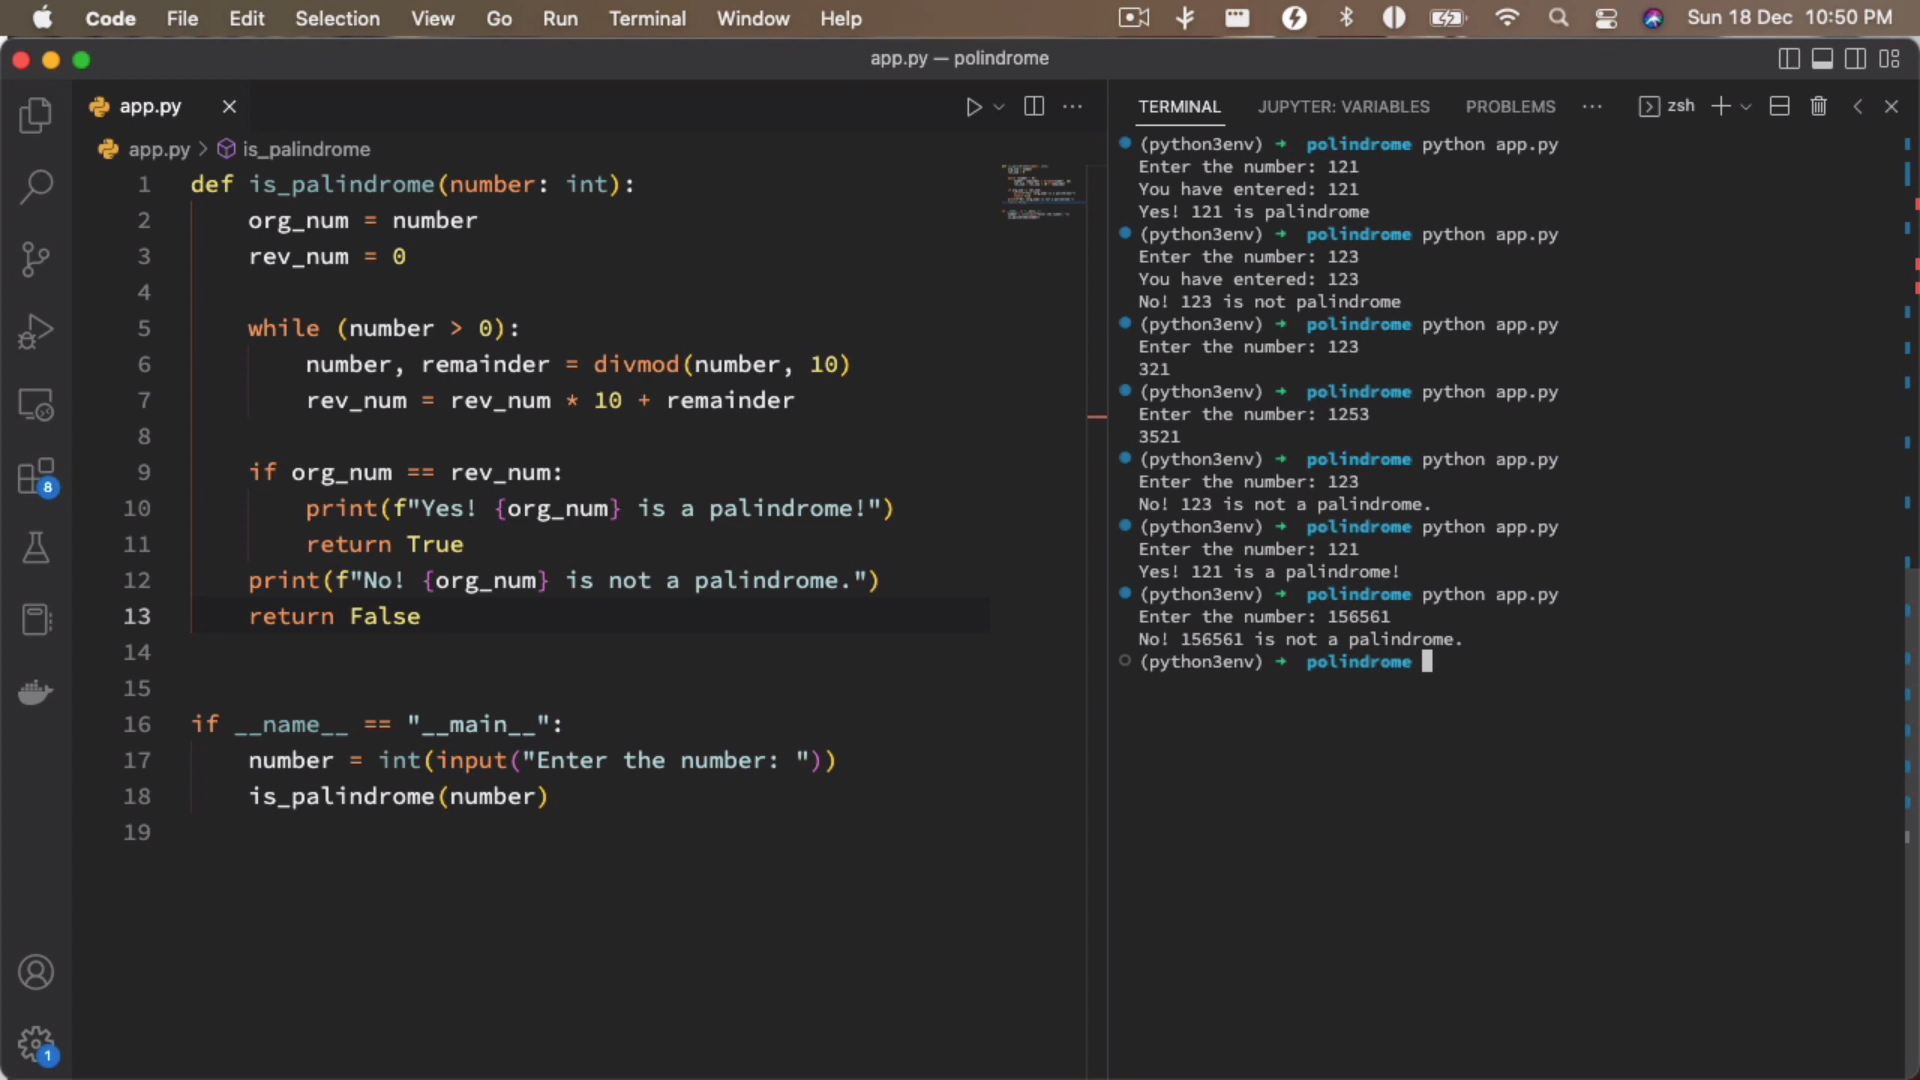 Code File Edit Selection View Go Run Terminal Window Help Sun 18 Dec 10:50 PM
app.py — polindrome
app.py
app.py > is_palindrome
1 def is_palindrome(number: int):
2 org_num = number
3 rev_num = 0
4
5 while (number > 0):
6 number, remainder = divmod(number, 10)
7 rev_num = rev_num * 10 + remainder
8
9 if org_num == rev_num:
10 print(f"Yes! {org_num} is a palindrome!")
11 return True
12 print(f"No! {org_num} is not a palindrome.")
13 return False
14
15
16 if __name__ == "__main__":
17 number = int(input("Enter the number: "))
18 is_palindrome(number)
19
8
1
TERMINAL JUPYTER: VARIABLES PROBLEMS ··· zsh
(python3env) → polindrome python app.py
Enter the number: 121
You have entered: 121
Yes! 121 is palindrome
(python3env) → polindrome python app.py
Enter the number: 123
You have entered: 123
No! 123 is not palindrome
(python3env) → polindrome python app.py
Enter the number: 123
321
(python3env) → polindrome python app.py
Enter the number: 1253
3521
(python3env) → polindrome python app.py
Enter the number: 123
No! 123 is not a palindrome.
(python3env) → polindrome python app.py
Enter the number: 121
Yes! 121 is a palindrome!
(python3env) → polindrome python app.py
Enter the number: 156561
No! 156561 is not a palindrome.
(python3env) → polindrome